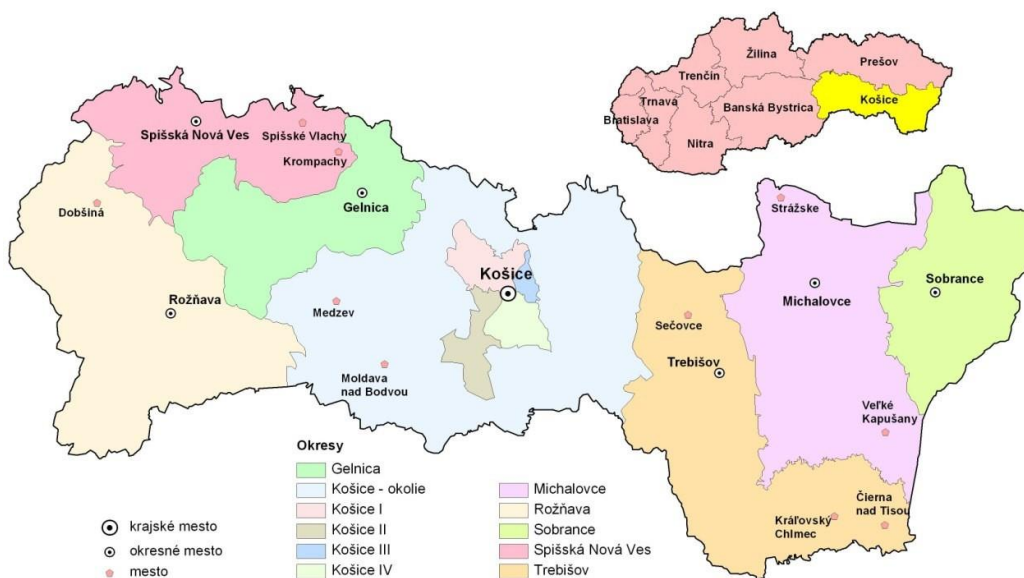 Žilina
Prešov
Trenčín
Košice
Trnava
Banská Bystrica
Bratislava
Nitra
Spišská Nová Ves
Spišské Vlachy
Krompachy
Gelnica
Dobšiná
Strážske
Košice
Sobrance
Michalovce
Rožňava
Medzev
Sečovce
Trebišov
Moldava
nad Bodvou
Veľké
Kapušany
Čierna
nad Tisou
Kráľovský
Chlmec
Okresy
Gelnica
Košice - okolie
Košice I
Košice II
Košice III
Košice IV
Michalovce
Rožňava
Sobrance
Spišská Nová Ves
Trebišov
krajské mesto
okresné mesto
mesto